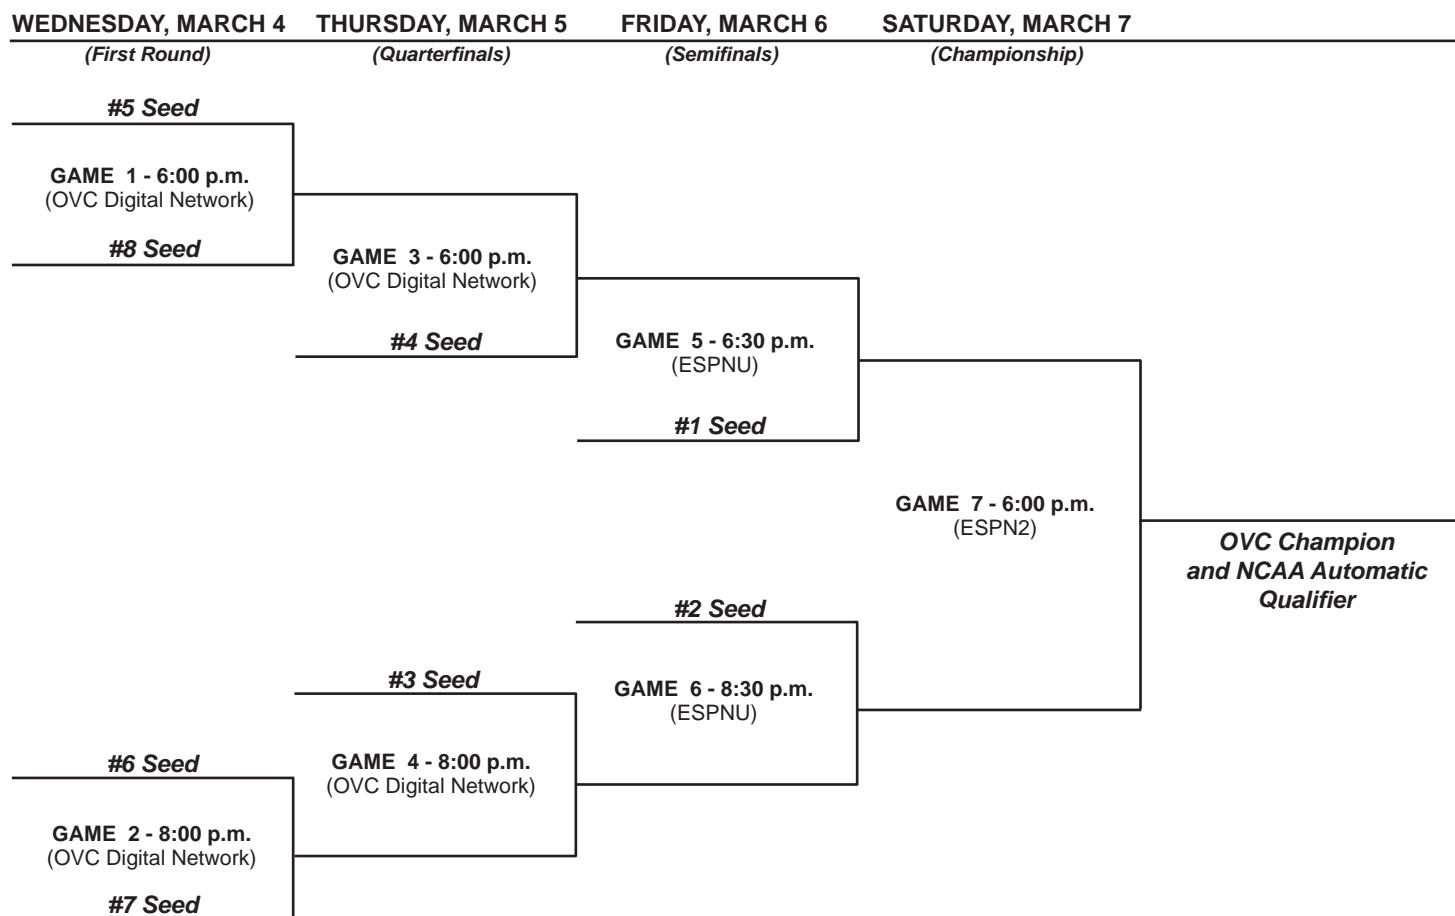 WEDNESDAY, MARCH 4
(First Round)
THURSDAY, MARCH 5
(Quarterfinals)
FRIDAY, MARCH 6
(Semifinals)
SATURDAY, MARCH 7
(Championship)
#5 Seed
GAME 1 - 6:00 p.m.
(OVC Digital Network)
#8 Seed
GAME 3 - 6:00 p.m.
(OVC Digital Network)
#4 Seed
GAME 5 - 6:30 p.m.
(ESPNU)
#1 Seed
GAME 7 - 6:00 p.m.
(ESPN2)
OVC Champion
and NCAA Automatic
Qualifier
#2 Seed
GAME 6 - 8:30 p.m.
(ESPNU)
#3 Seed
GAME 4 - 8:00 p.m.
(OVC Digital Network)
#6 Seed
GAME 2 - 8:00 p.m.
(OVC Digital Network)
#7 Seed